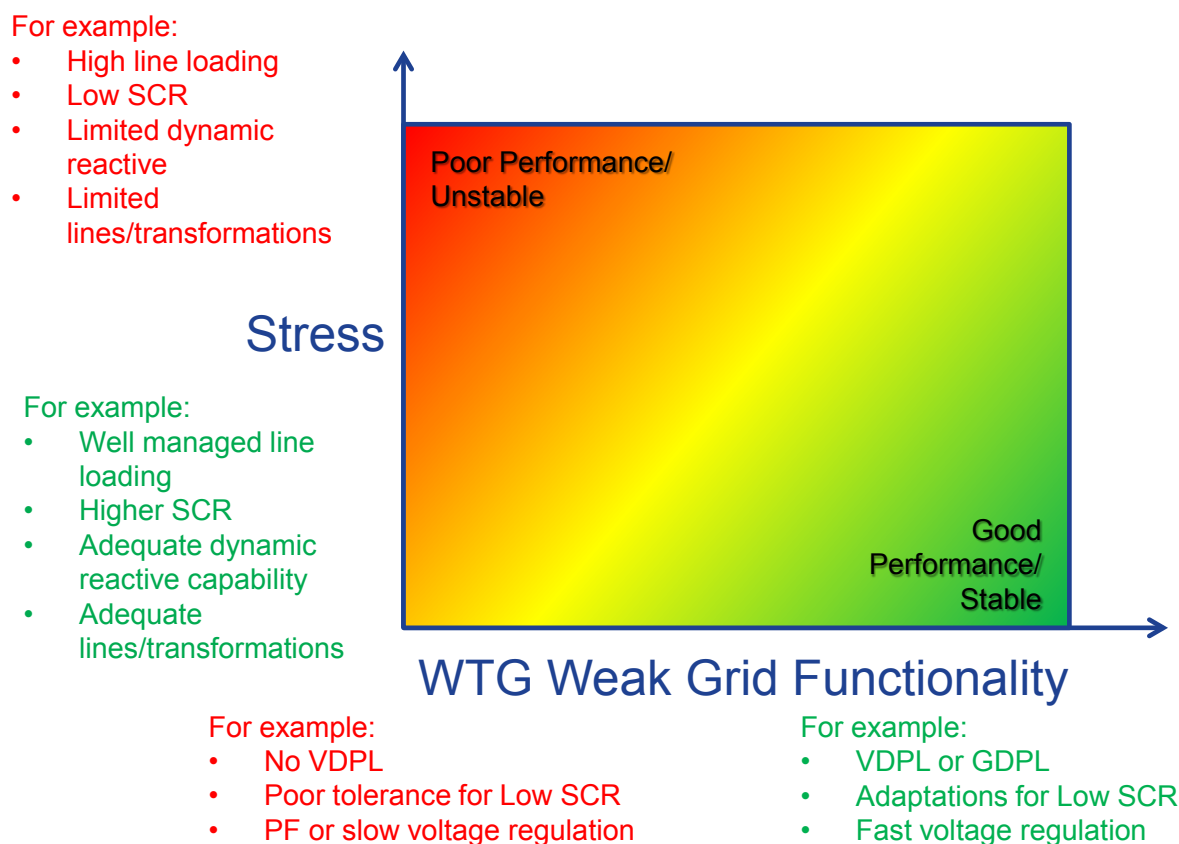 For example:
• High line loading
• Low SCR
• Limited dynamic
reactive
• Limited
lines/transformations
Poor Performance/
Unstable
Stress
For example:
• Well managed line
loading
• Higher SCR
• Adequate dynamic
reactive capability
• Adequate
lines/transformations
Good
Performance/
Stable
WTG Weak Grid Functionality
For example:
• No VDPL
• Poor tolerance for Low SCR
• PF or slow voltage regulation
For example:
• VDPL or GDPL
• Adaptations for Low SCR
• Fast voltage regulation